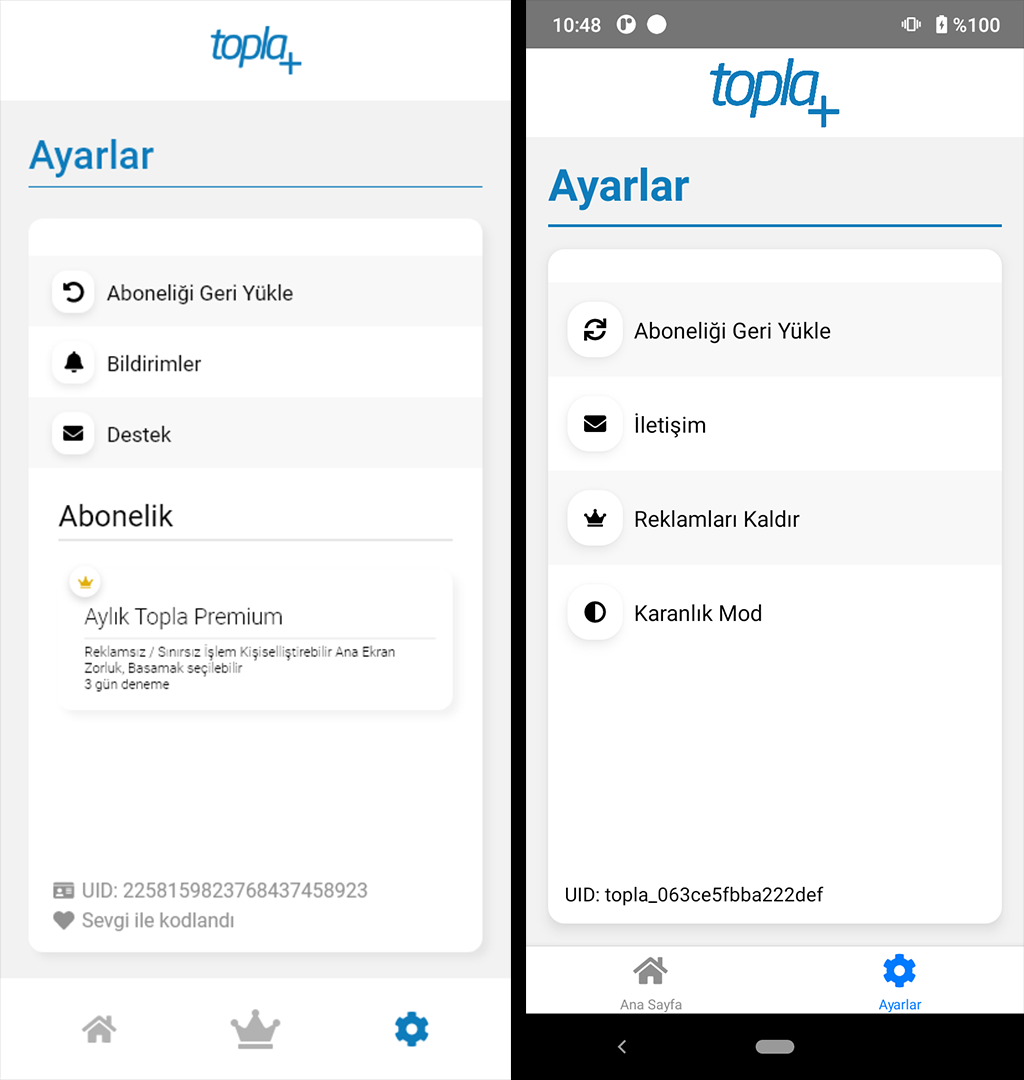 topla+
Ayarlar
Aboneliği Geri Yükle
Bildirimler
Destek
Abonelik
Aylık Topla Premium
Reklamsız / Sınırsız İşlem Kişiselliştirebilir Ana Ekran
Zorluk, Basamak seçilebilir
3 gün deneme
UID: 2258159823768437458923
Sevgi ile kodlandı
10:48
%100
topla+
Ayarlar
Aboneliği Geri Yükle
İletişim
Reklamları Kaldır
Karanlık Mod
UID: topla_063ce5fbba222def
Ana Sayfa
Ayarlar